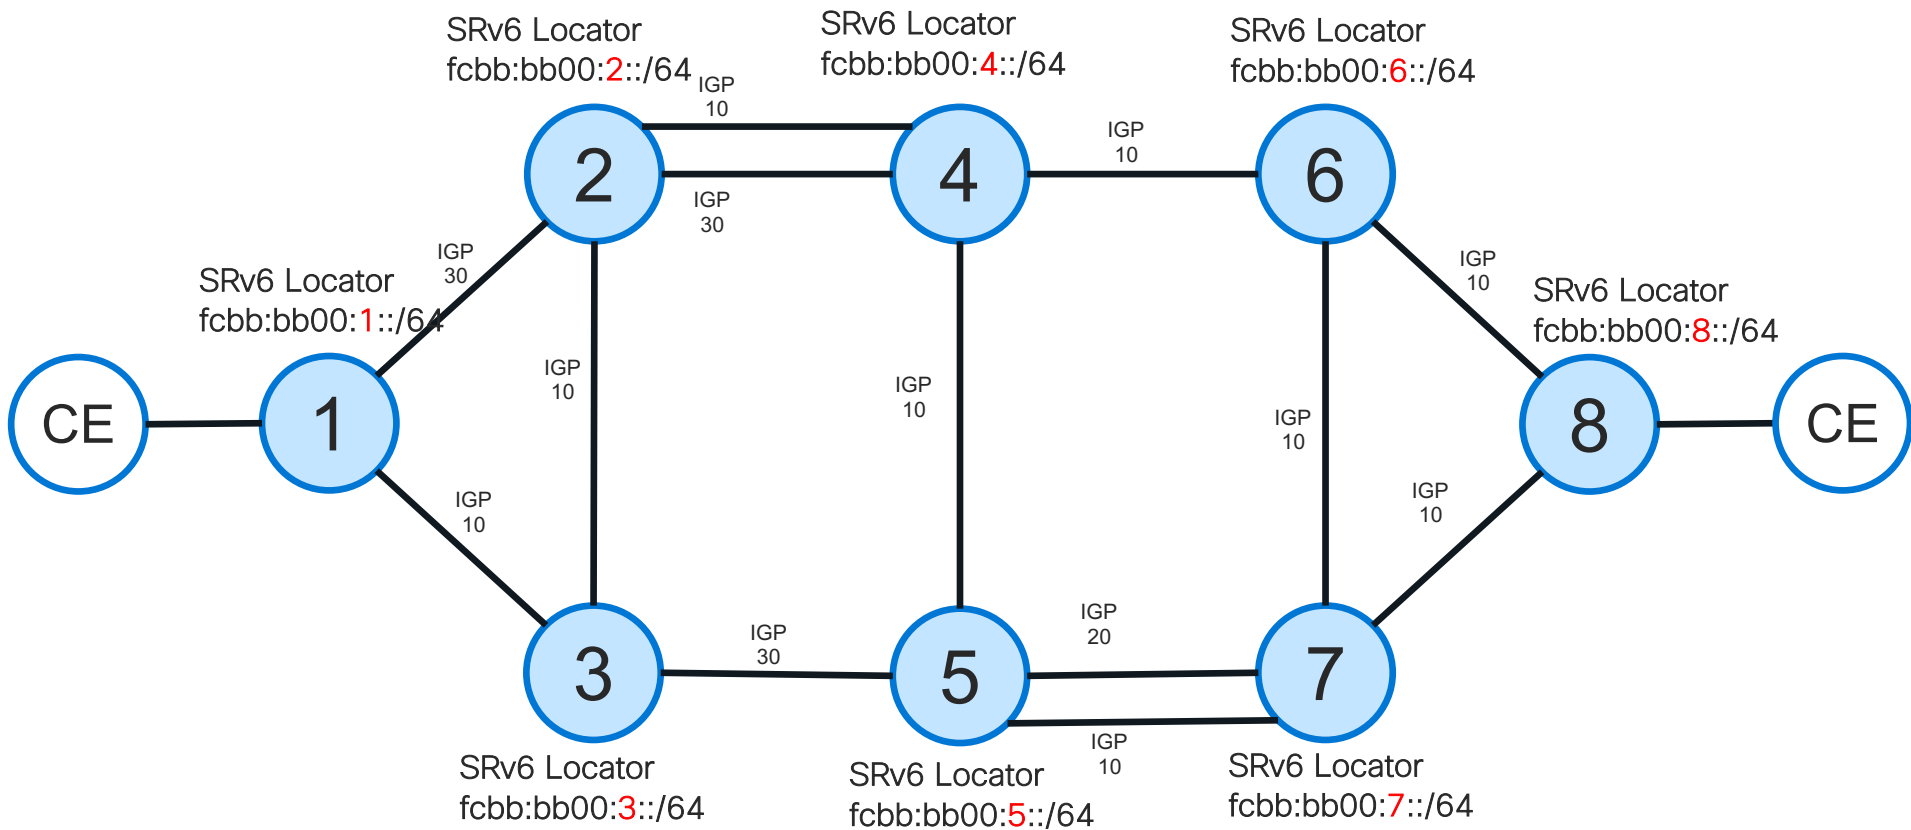 SRv6 Locator
fcbb:bb00:2::/64
SRv6 Locator
fcbb:bb00:4::/64
SRv6 Locator
fcbb:bb00:6::/64
IGP
10
IGP
10
2
4
6
IGP
30
IGP
30
SRv6 Locator
fcbb:bb00:1::/64
IGP
10
SRv6 Locator
fcbb:bb00:8::/64
IGP
10
IGP
10
IGP
10
CE
1
8
CE
IGP
10
IGP
10
IGP
30
IGP
20
3
5
7
IGP
10
SRv6 Locator
fcbb:bb00:3::/64
SRv6 Locator
fcbb:bb00:5::/64
SRv6 Locator
fcbb:bb00:7::/64